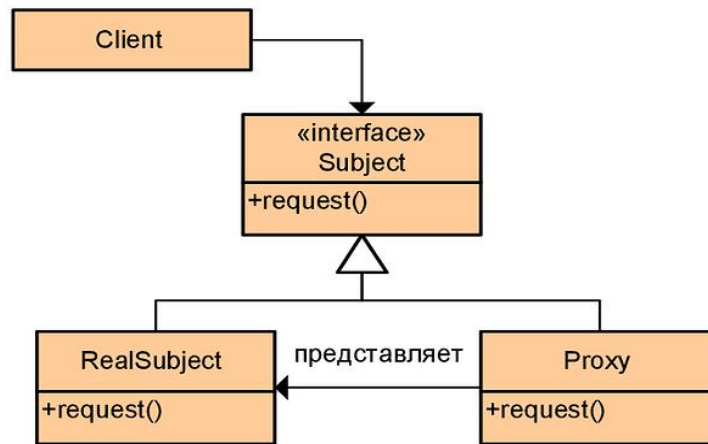 Client
«interface»
Subject
+request()
RealSubject
+request()
представляет
Proxy
+request()